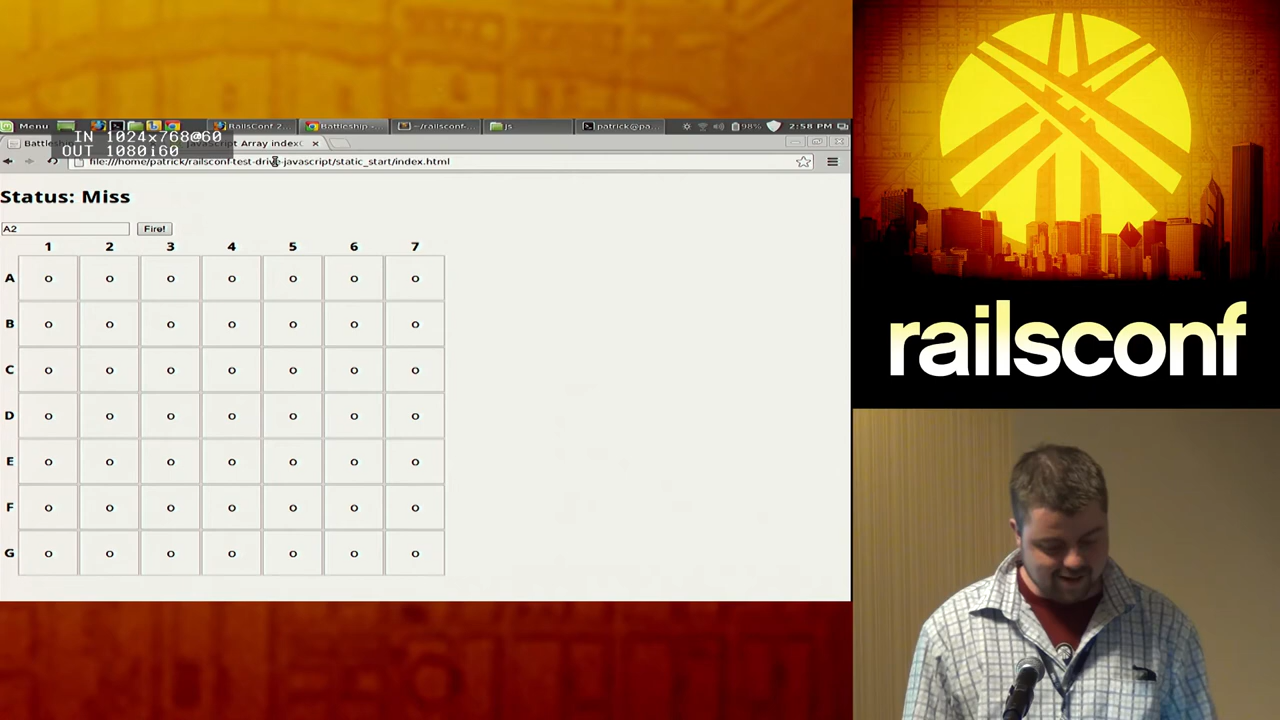 Menu
RailsConf 2...
Battleship -...
~/railsconf-...
js
patrick@pa...
98%
2:58 PM
IN 1024x768@60
OUT 1080i60
Battleship
JavaScript Array indexO
file:///home/patrick/railsconf-test-drive-javascript/static_start/index.html
Status: Miss
A2 Fire!
1 2 3 4 5 6 7
A o o o o o o o
B o o o o o o o
C o o o o o o o
D o o o o o o o
E o o o o o o o
F o o o o o o o
G o o o o o o o
railsconf